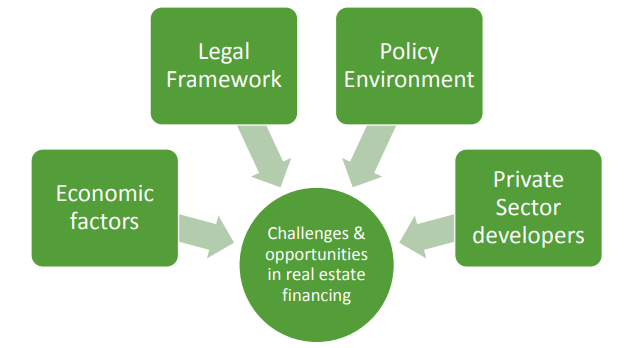 Legal
Framework
Policy
Environment
Economic
factors
Private
Sector
developers
Challenges &
opportunities
in real estate
financing